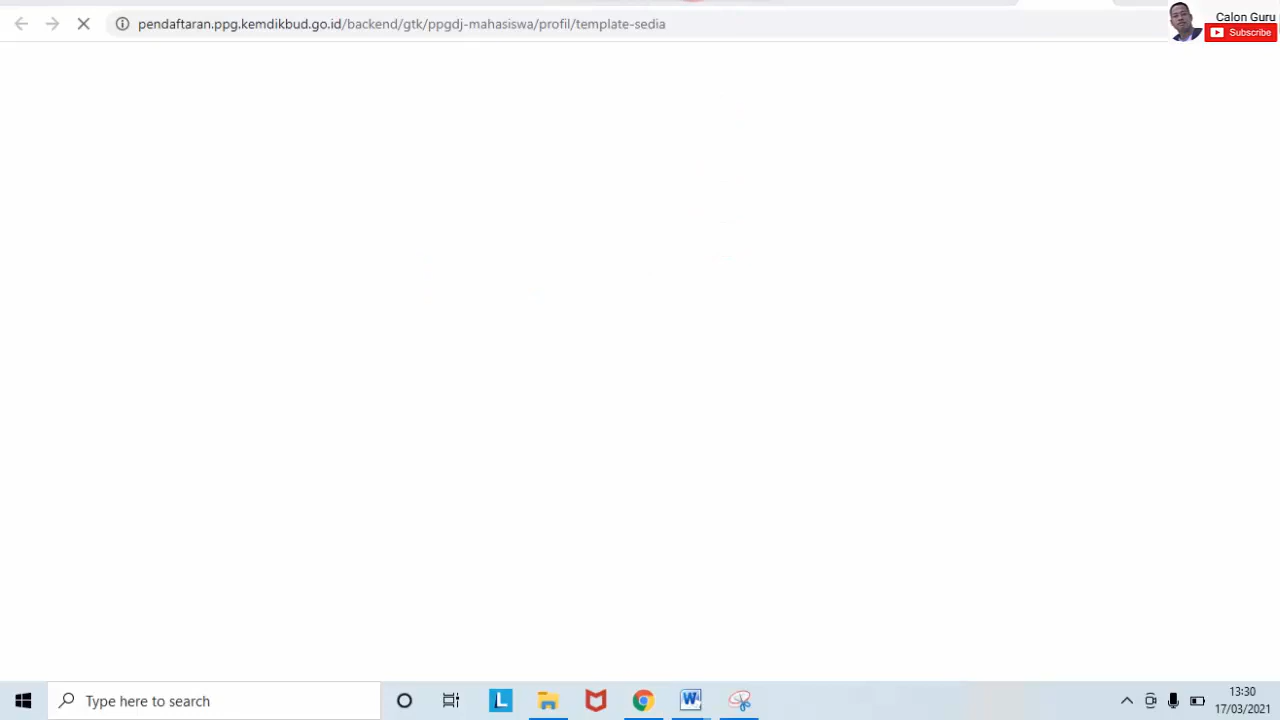 pendaftaran.ppg.kemdikbud.go.id/backend/gtk/ppgdj-mahasiswa/profil/template-sedia
Calon Guru
Subscribe
Type here to search
L
W
13:30
17/03/2021